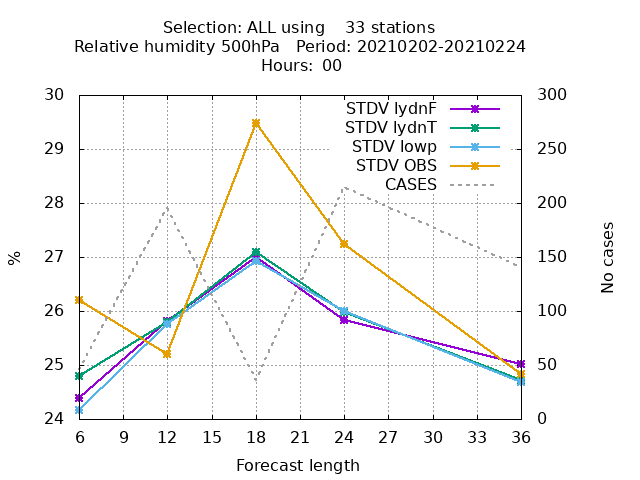 Selection: ALL using    33 stations
Relative humidity 500hPa   Period: 20210202-20210224
Hours: 00
30
29
28
27
26
25
24
300
250
200
150
100
50
0
STDV lydnF
STDV lydnT
STDV lowp
STDV OBS
CASES
%
No cases
6 9 12 15 18 21 24 27 30 33 36
Forecast length